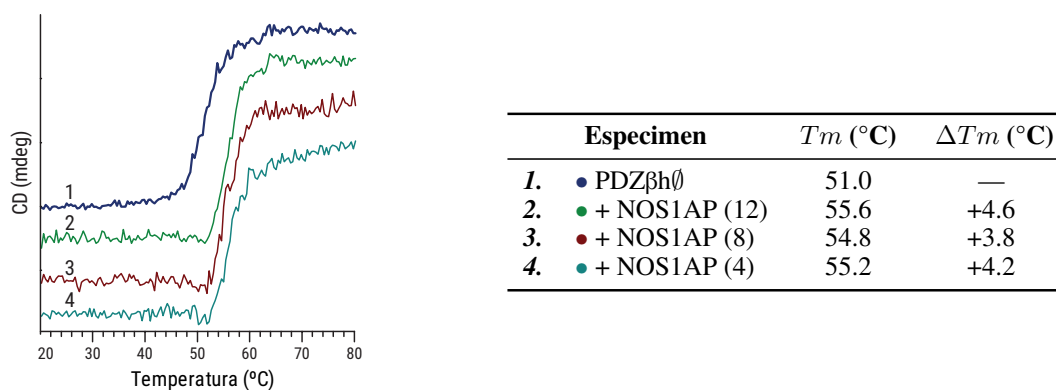 CD (mdeg)
1
2
3
4
20 30 40 50 60 70 80
Temperatura (ºC)
Especimen Tm (°C) ΔTm (°C)
1. • PDZβh∅ 51.0 —
2. • + NOS1AP (12) 55.6 +4.6
3. • + NOS1AP (8) 54.8 +3.8
4. • + NOS1AP (4) 55.2 +4.2